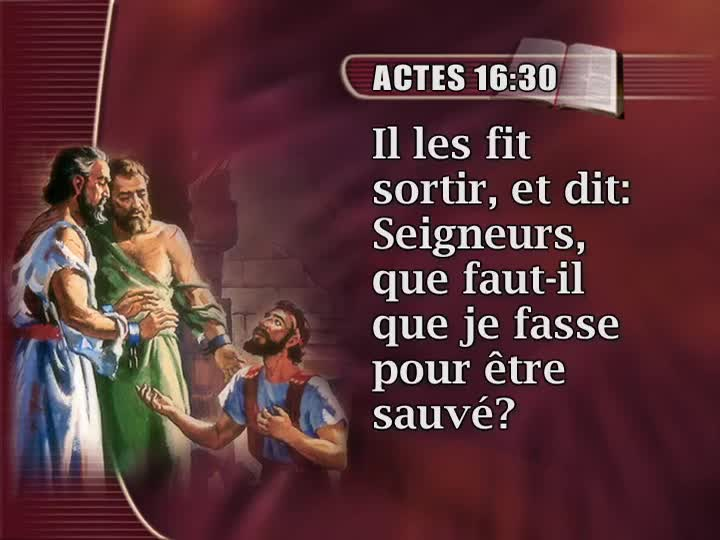 ACTES 16:30
Il les fit
sortir, et dit:
Seigneurs,
que faut-il
que je fasse
pour être
sauvé?